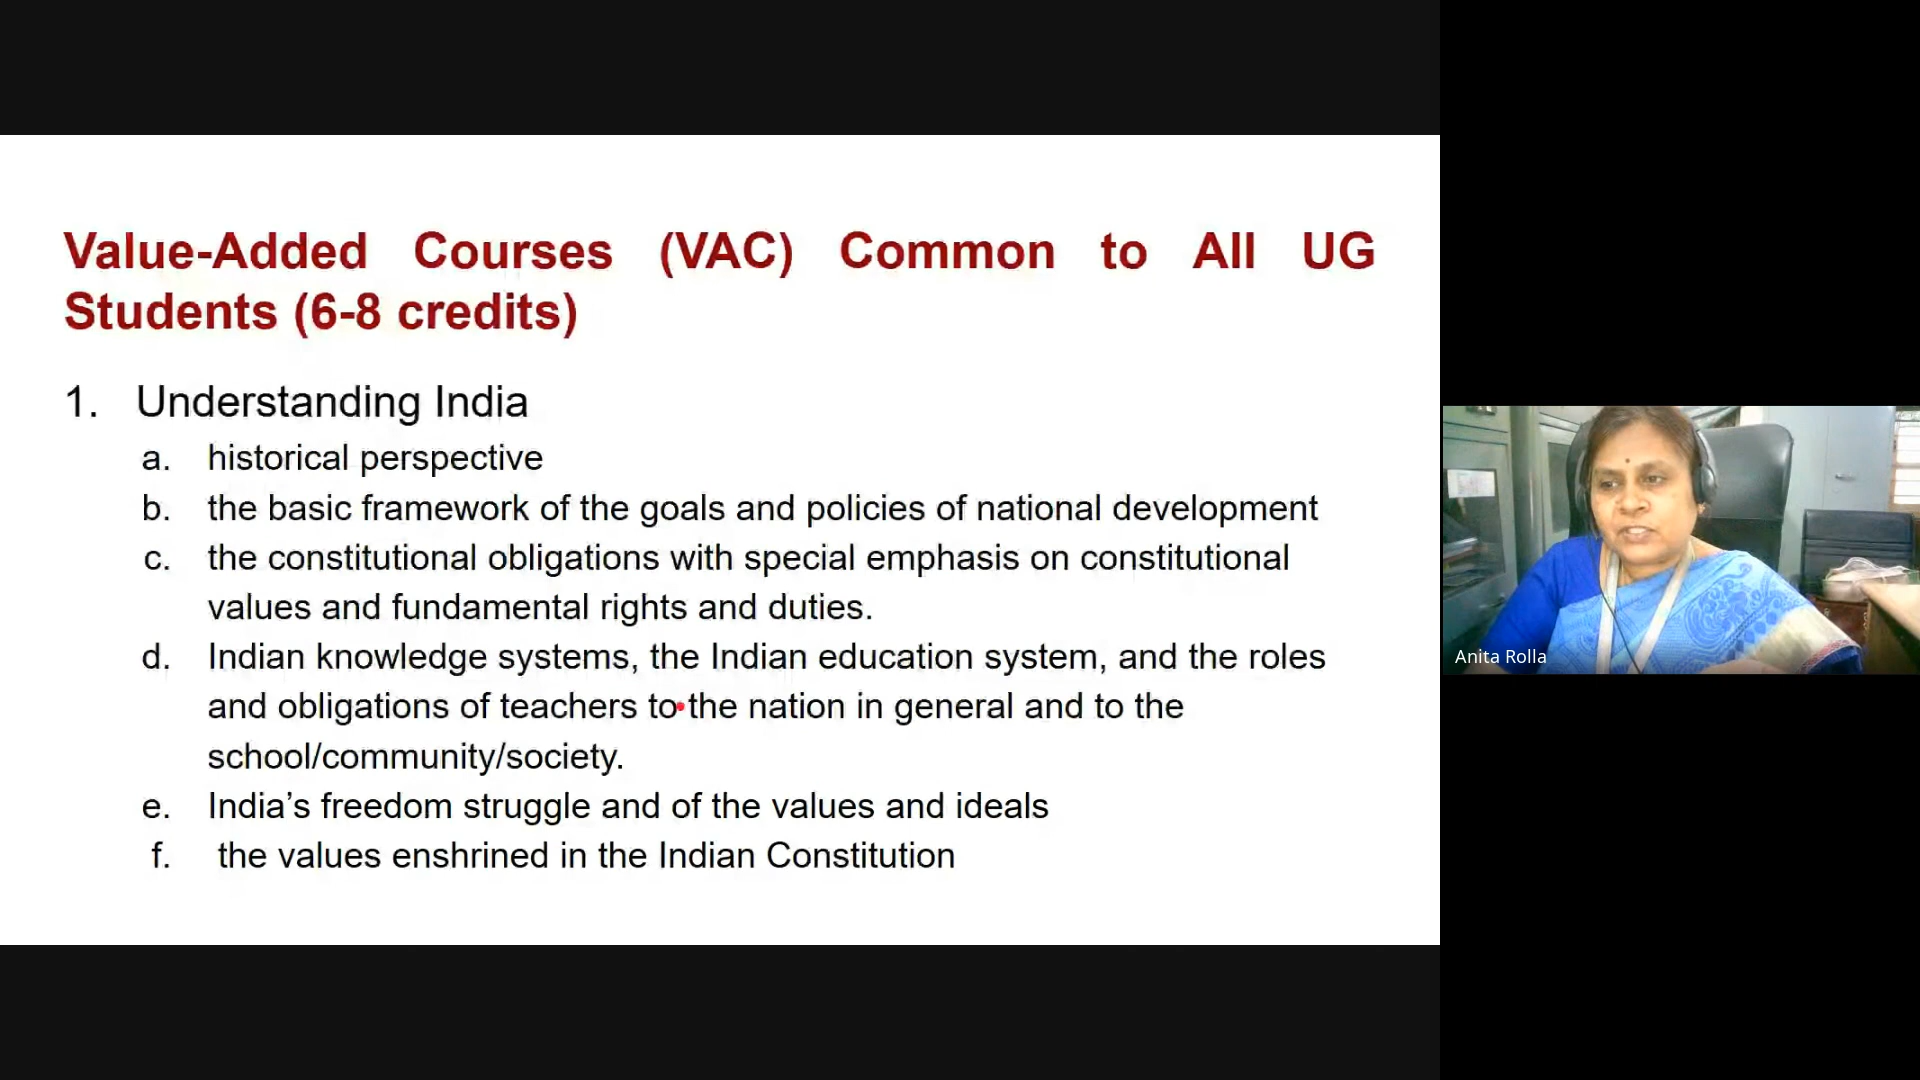 Value-Added Courses (VAC) Common to All UG
Students (6-8 credits)
1. Understanding India
a. historical perspective
b. the basic framework of the goals and policies of national development
c. the constitutional obligations with special emphasis on constitutional
values and fundamental rights and duties.
d. Indian knowledge systems, the Indian education system, and the roles
and obligations of teachers to the nation in general and to the
school/community/society.
e. India’s freedom struggle and of the values and ideals
f. the values enshrined in the Indian Constitution
Anita Rolla